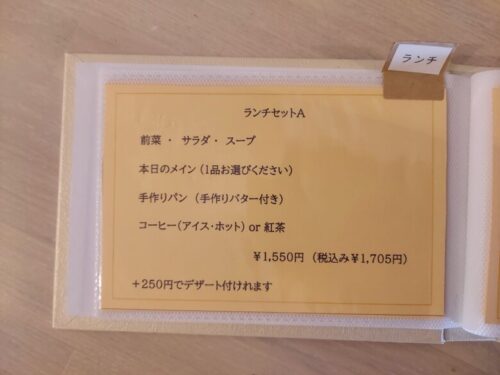 ランチ
ランチセットA
前菜 ・ サラダ ・ スープ
本日のメイン (1品お選びください)
手作りパン (手作りバター付き)
コーヒー(アイス・ホット) or 紅茶
¥1,550円 (税込み¥1,705円)
+250円でデザート付けれます